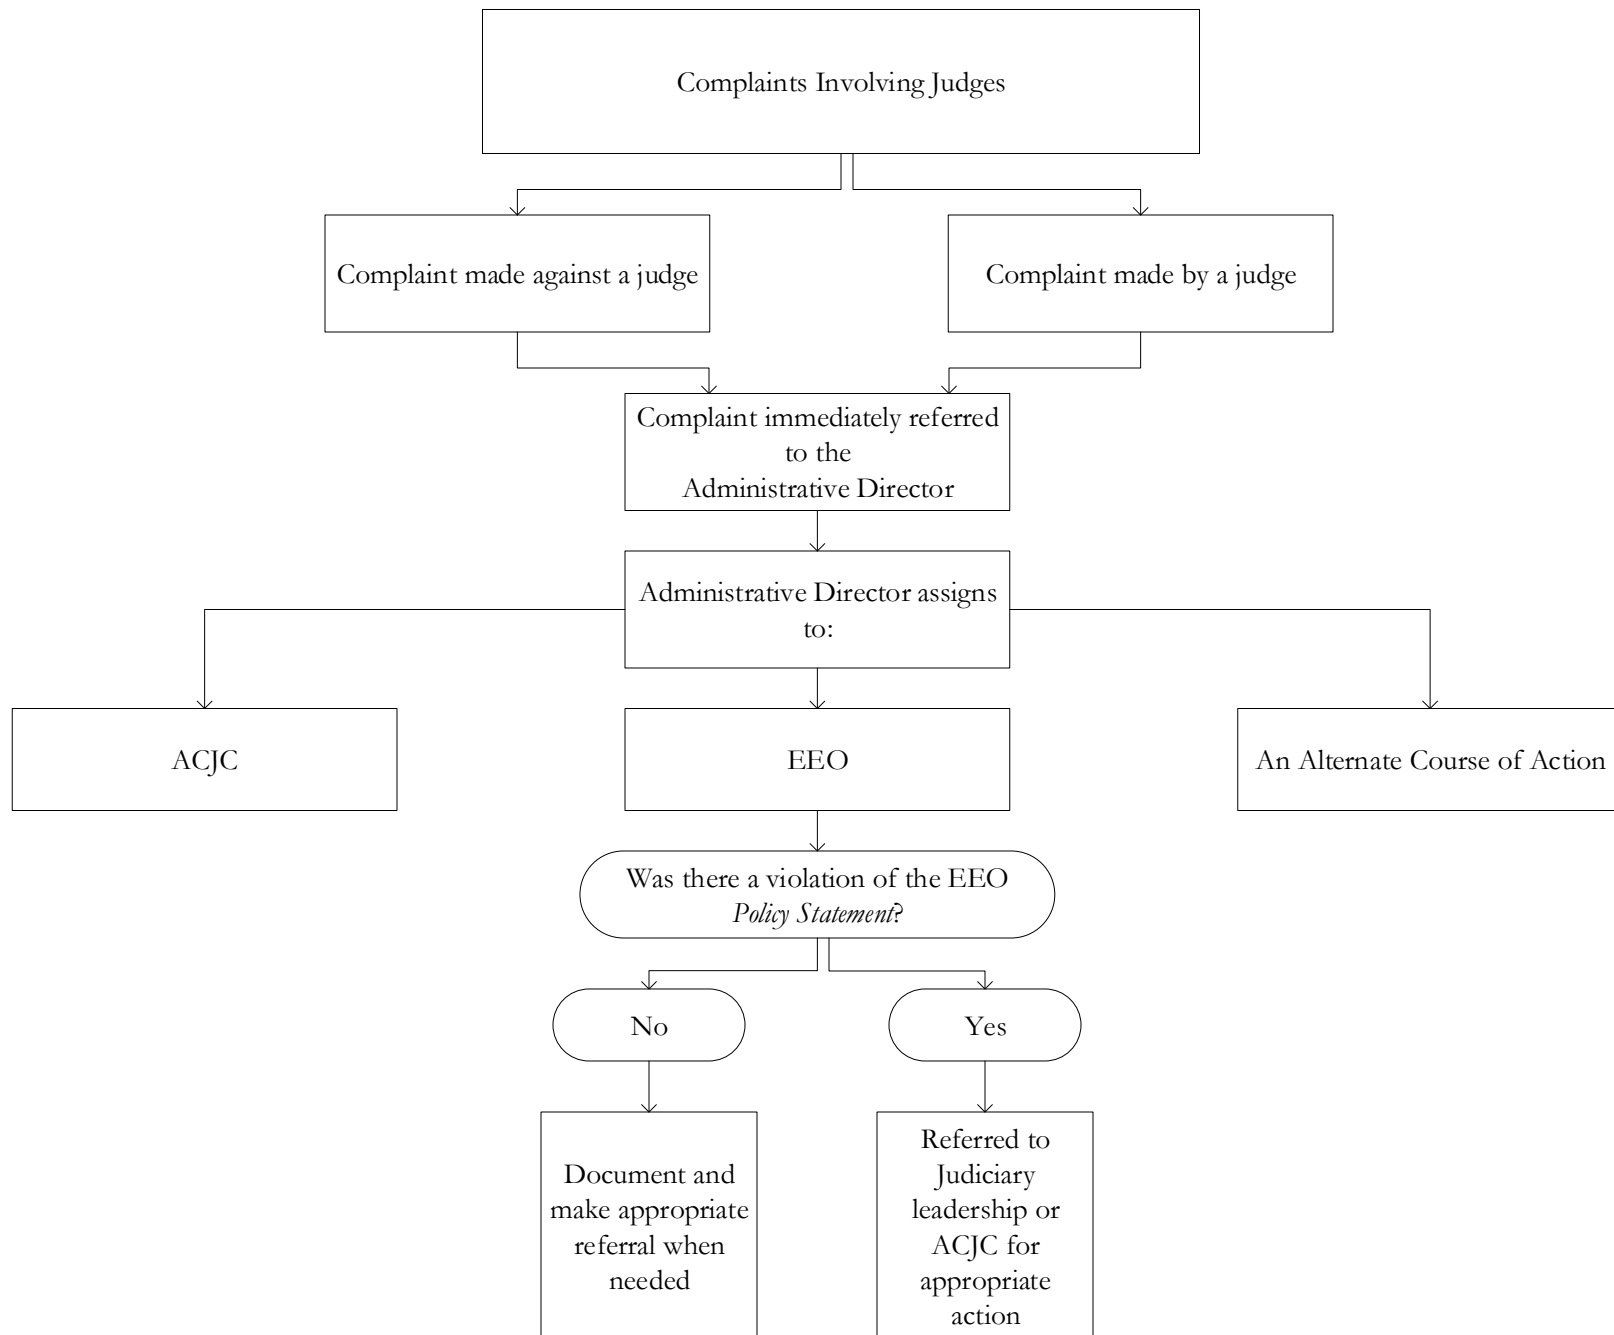 Complaints Involving Judges
Complaint made against a judge
Complaint made by a judge
Complaint immediately referred
to the
Administrative Director
Administrative Director assigns
to:
ACJC
EEO
An Alternate Course of Action
Was there a violation of the EEO
Policy Statement?
No
Yes
Document and
make appropriate
referral when
needed
Referred to
Judiciary
leadership or
ACJC for
appropriate
action